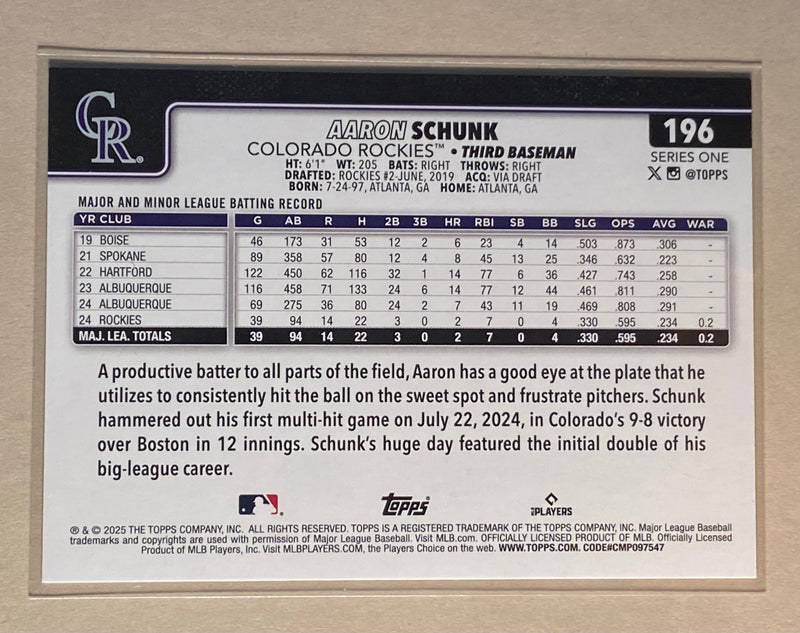 CR®
AARON SCHUNK
196
COLORADO ROCKIES™ • THIRD BASEMAN
SERIES ONE
HT: 6'1" WT: 205 BATS: RIGHT THROWS: RIGHT
X @TOPPS
DRAFTED: ROCKIES #2-JUNE, 2019 ACQ: VIA DRAFT
BORN: 7-24-97, ATLANTA, GA HOME: ATLANTA, GA
MAJOR AND MINOR LEAGUE BATTING RECORD
YR CLUB G AB R H 2B 3B HR RBI SB BB SLG OPS AVG WAR
19 BOISE 46 173 31 53 12 2 6 23 4 14 .503 .873 .306 -
21 SPOKANE 89 358 57 80 12 4 8 45 13 25 .346 .632 .223 -
22 HARTFORD 122 450 62 116 32 1 14 77 6 36 .427 .743 .258 -
23 ALBUQUERQUE 116 458 71 133 24 6 14 77 12 44 .461 .811 .290 -
24 ALBUQUERQUE 69 275 36 80 24 2 7 43 11 19 .469 .808 .291 -
24 ROCKIES 39 94 14 22 3 0 2 7 0 4 .330 .595 .234 0.2
MAJ. LEA. TOTALS 39 94 14 22 3 0 2 7 0 4 .330 .595 .234 0.2
A productive batter to all parts of the field, Aaron has a good eye at the plate that he
utilizes to consistently hit the ball on the sweet spot and frustrate pitchers. Schunk
hammered out his first multi-hit game on July 22, 2024, in Colorado's 9-8 victory
over Boston in 12 innings. Schunk's huge day featured the initial double of his
big-league career.
topps
MLB PLAYERS
® & © 2025 THE TOPPS COMPANY, INC. ALL RIGHTS RESERVED. TOPPS IS A REGISTERED TRADEMARK OF THE TOPPS COMPANY, INC. Major League Baseball
trademarks and copyrights are used with permission of Major League Baseball. Visit MLB.com. OFFICIALLY LICENSED PRODUCT OF MLB. Officially Licensed
Product of MLB Players, Inc. Visit MLBPLAYERS.COM, the Players Choice on the web. WWW.TOPPS.COM. CODE#CMP097547